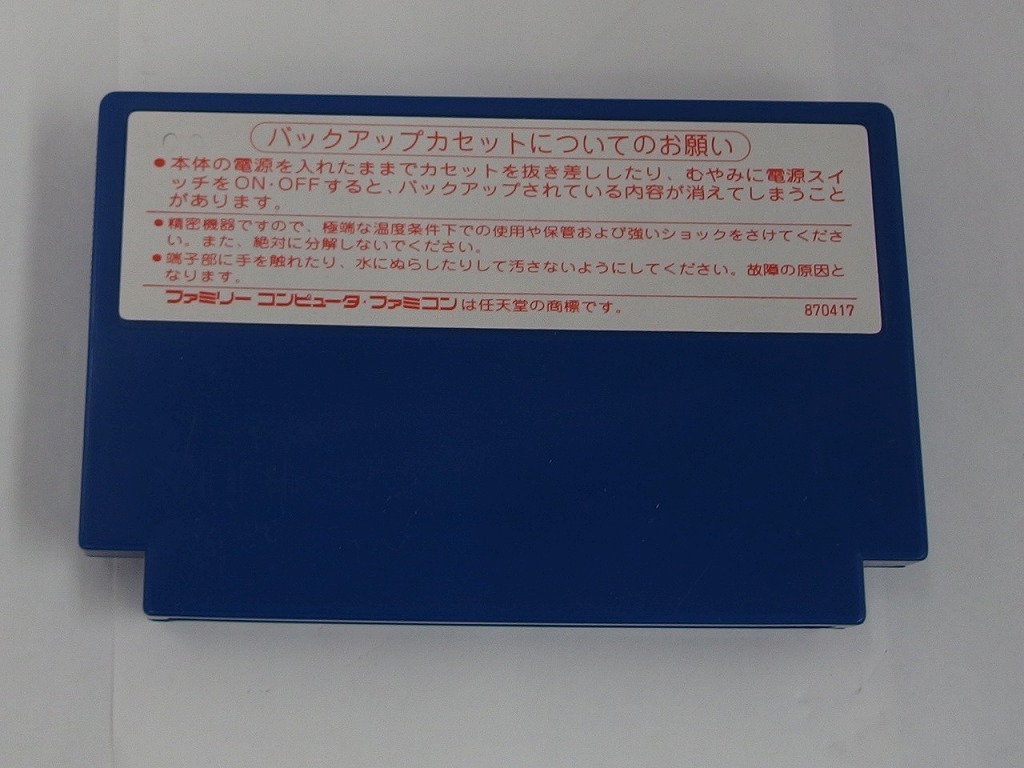 バックアップカセットについてのお願い
●本体の電源を入れたままでカセットを抜き差ししたり、むやみに電源スイ
ッチをON・OFFすると、バックアップされている内容が消えてしまうこと
があります。
●精密機器ですので、極端な温度条件下での使用や保管および強いショックをさけてくださ
い。また、絶対に分解しないでください。
●端子部に手を触れたり、水にぬらしたりして汚さないようにしてください。故障の原因と
なります。
ファミリーコンピュータ・ファミコンは任天堂の商標です。 870417